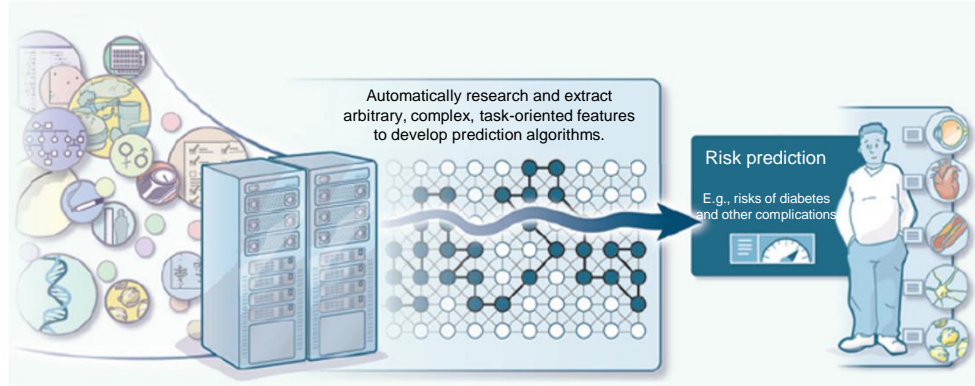 Automatically research and extract
arbitrary, complex, task-oriented features
to develop prediction algorithms.
Risk prediction
E.g., risks of diabetes
and other complications